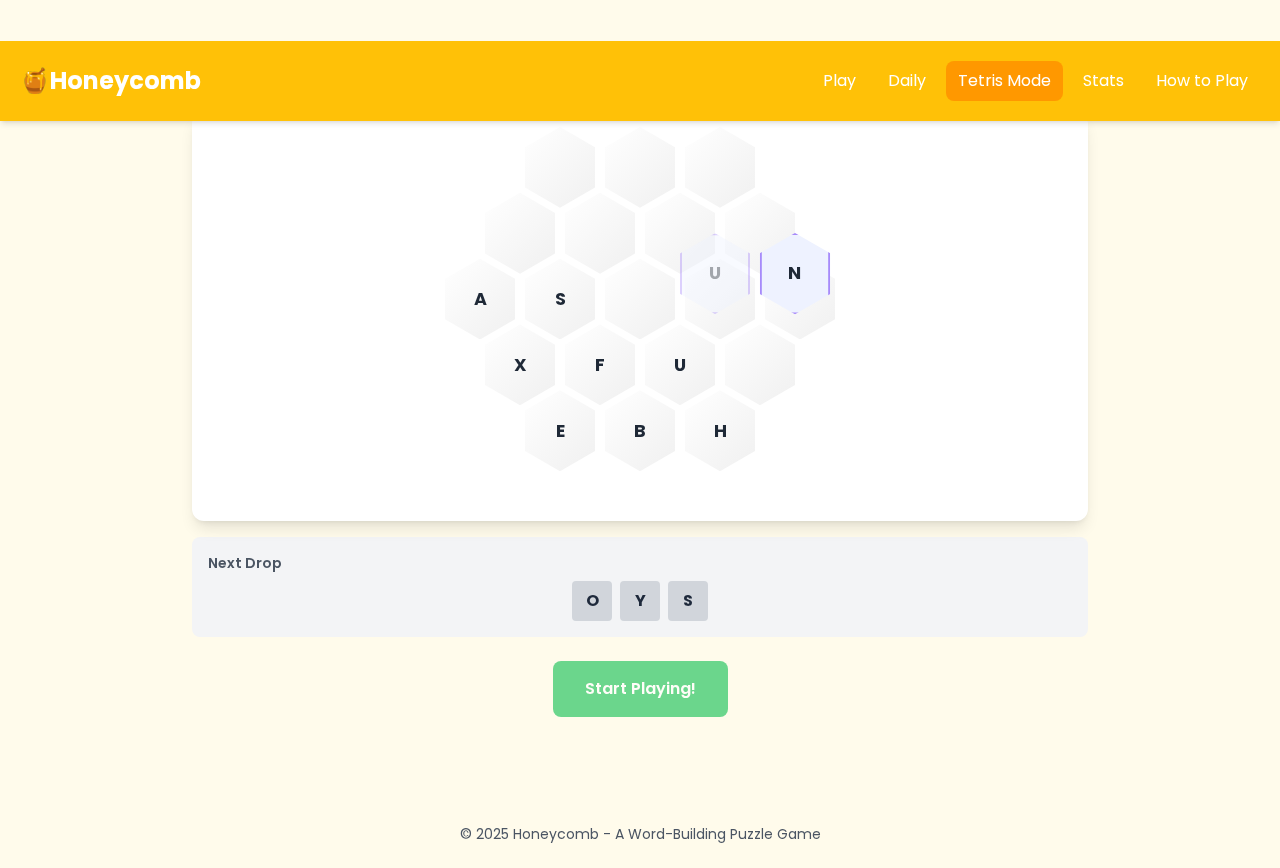 Honeycomb
Play Daily Tetris Mode Stats How to Play
U N
A S
X F U
E B H
Next Drop
O Y S
Start Playing!
© 2025 Honeycomb - A Word-Building Puzzle Game